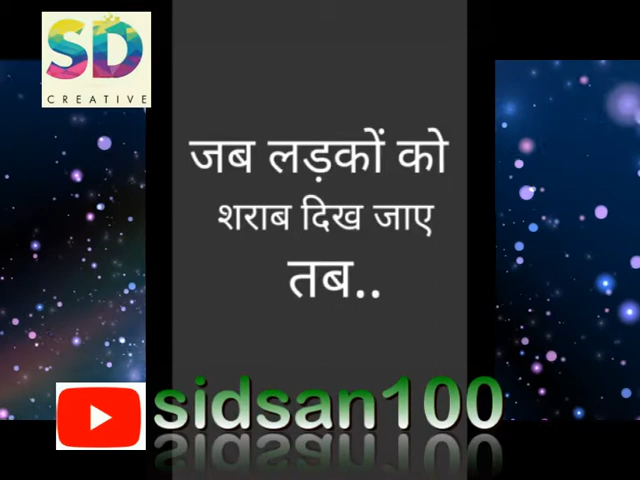 SD
CREATIVE
जब लड़कों को
शराब दिख जाए
तब..
sidsan100